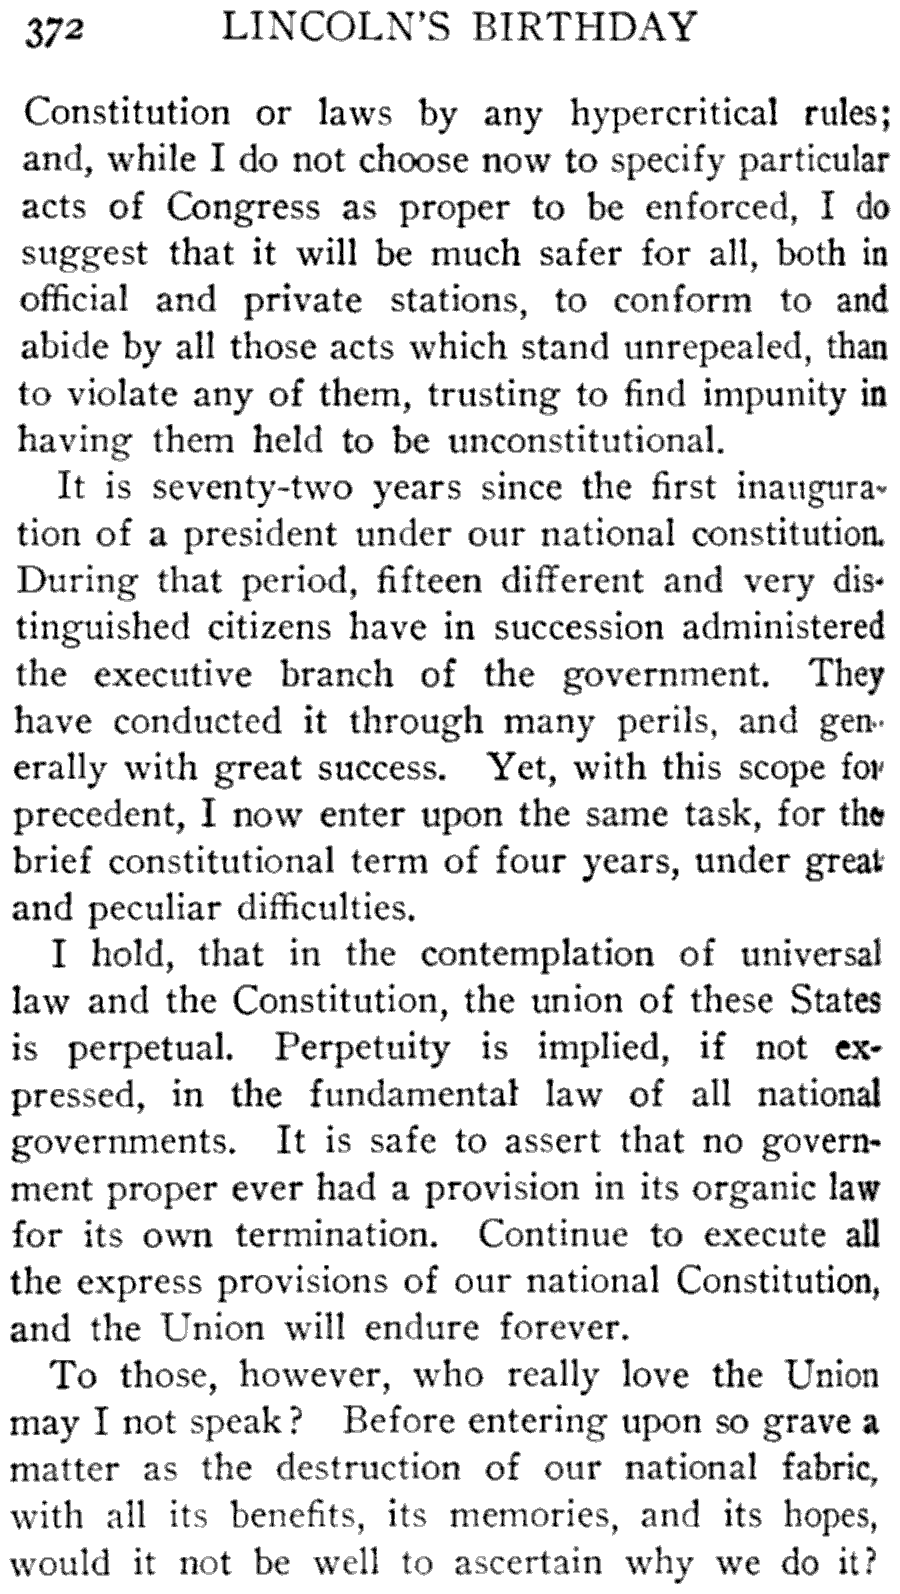 372 LINCOLN'S BIRTHDAY
Constitution or laws by any hypercritical rules;
and, while I do not choose now to specify particular
acts of Congress as proper to be enforced, I do
suggest that it will be much safer for all, both in
official and private stations, to conform to and
abide by all those acts which stand unrepealed, than
to violate any of them, trusting to find impunity in
having them held to be unconstitutional.
It is seventy-two years since the first inaugura-
tion of a president under our national constitution.
During that period, fifteen different and very dis-
tinguished citizens have in succession administered
the executive branch of the government. They
have conducted it through many perils, and gen-
erally with great success. Yet, with this scope for
precedent, I now enter upon the same task, for the
brief constitutional term of four years, under great
and peculiar difficulties.
I hold, that in the contemplation of universal
law and the Constitution, the union of these States
is perpetual. Perpetuity is implied, if not ex-
pressed, in the fundamental law of all national
governments. It is safe to assert that no govern-
ment proper ever had a provision in its organic law
for its own termination. Continue to execute all
the express provisions of our national Constitution,
and the Union will endure forever.
To those, however, who really love the Union
may I not speak? Before entering upon so grave a
matter as the destruction of our national fabric,
with all its benefits, its memories, and its hopes,
would it not be well to ascertain why we do it?